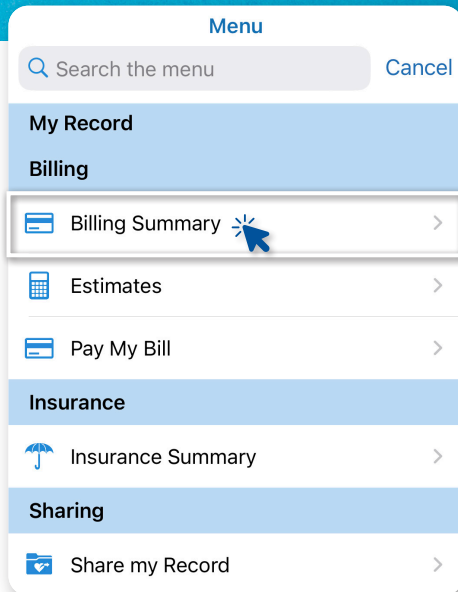 Menu
Search the menu
Cancel
My Record
Billing
Billing Summary
Estimates
Pay My Bill
Insurance
Insurance Summary
Sharing
Share my Record